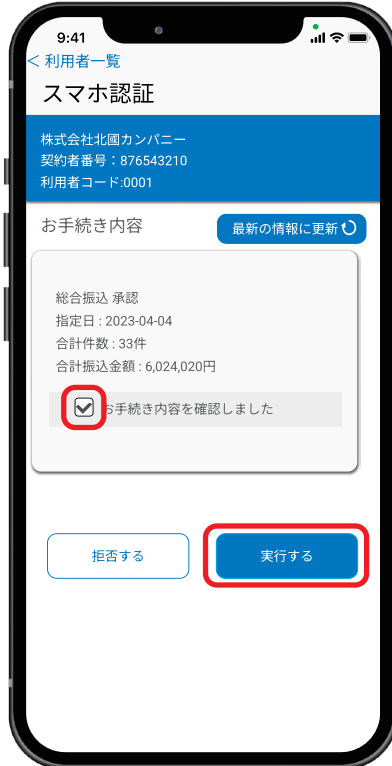 9:41
< 利用者一覧
スマホ認証
株式会社北國カンパニー
契約者番号：876543210
利用者コード:0001
お手続き内容
最新の情報に更新
総合振込 承認
指定日 : 2023-04-04
合計件数 : 33件
合計振込金額 : 6,024,020円
お手続き内容を確認しました
拒否する
実行する